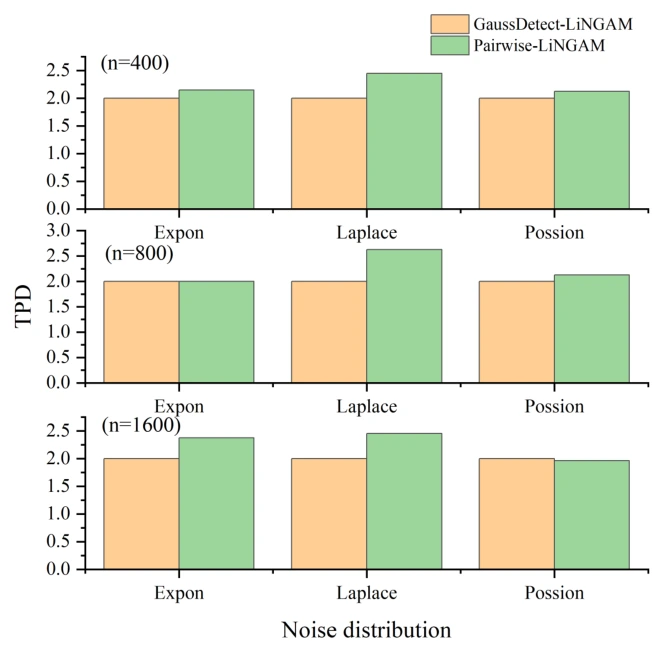 GaussDetect-LiNGAM
Pairwise-LiNGAM
(n=400)
2.5
2.0
1.5
1.0
0.5
0.0
Expon Laplace Possion
(n=800)
3.0
2.5
2.0
1.5
1.0
0.5
0.0
Expon Laplace Possion
TPD
(n=1600)
2.5
2.0
1.5
1.0
0.5
0.0
Expon Laplace Possion
Noise distribution